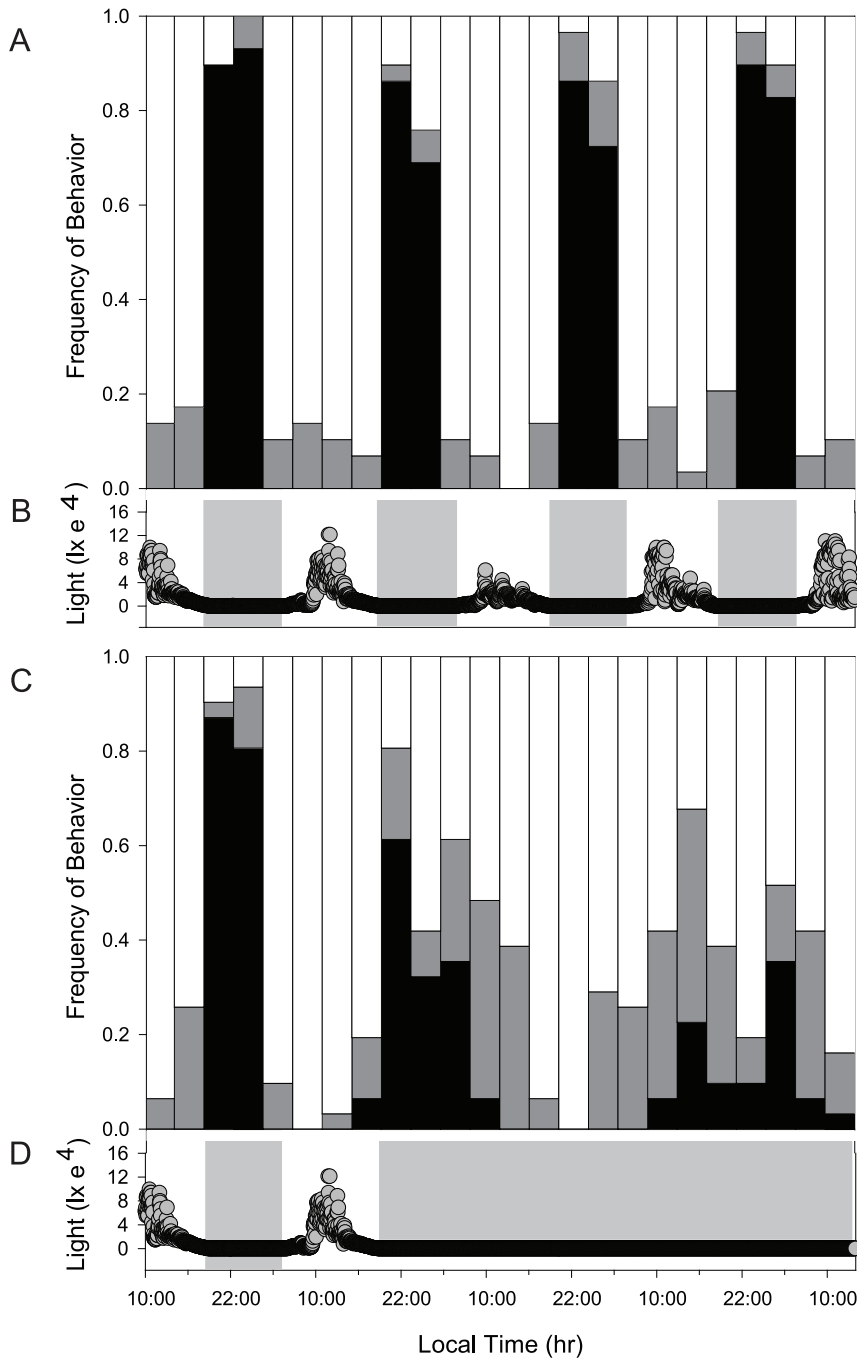 A
1.0
0.8
0.6
0.4
0.2
0.0
Frequency of Behavior
B
16
12
8
4
0
Light (lx e 4)
C
1.0
0.8
0.6
0.4
0.2
0.0
Frequency of Behavior
D
16
12
8
4
0
Light (lx e 4)
10:00 22:00 10:00 22:00 10:00 22:00 10:00 22:00 10:00
Local Time (hr)